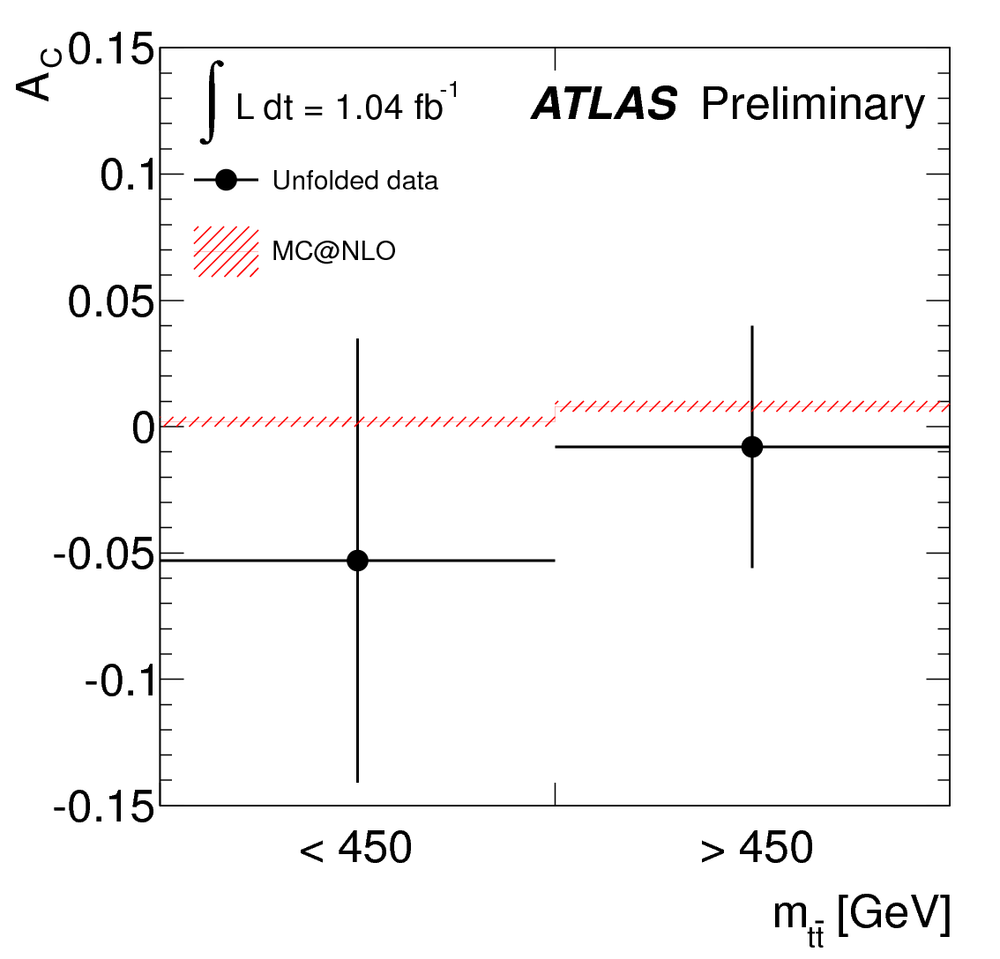 A_C
0.15
∫ L dt = 1.04 fb^-1
ATLAS Preliminary
0.1
Unfolded data
MC@NLO
0.05
0
-0.05
-0.1
-0.15
< 450 > 450
m_tt̄ [GeV]